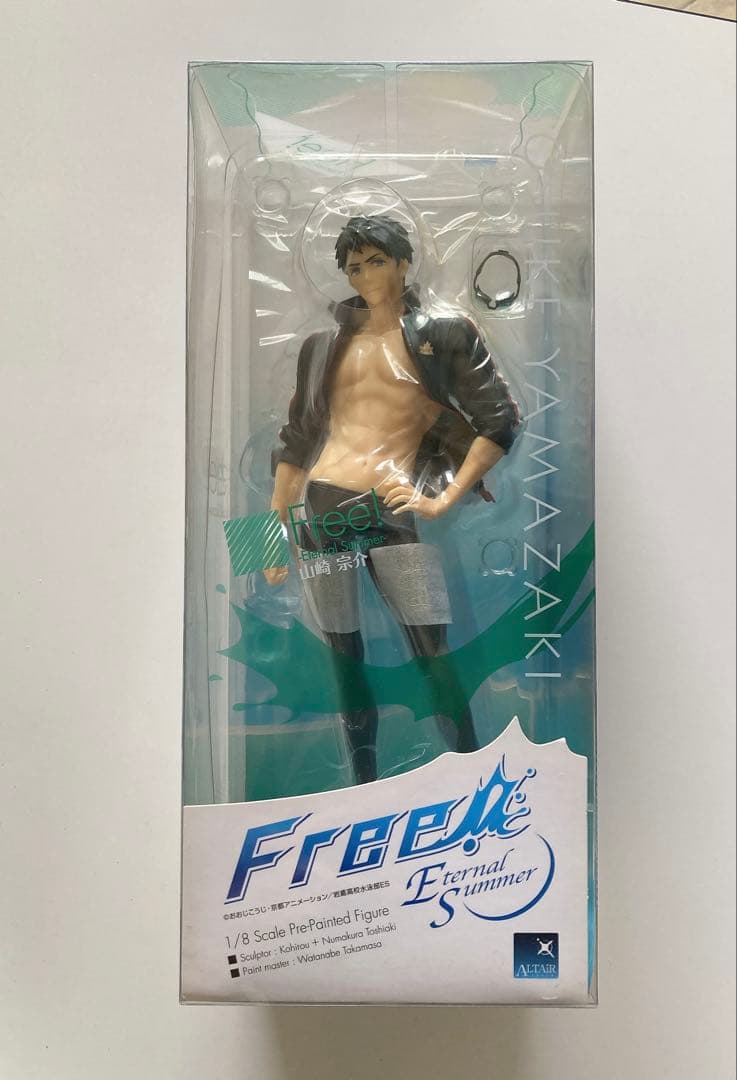 UKE YAMAZAKI
Free!
-Eternal Summer-
山崎 宗介
Free!
Eternal
Summer
©おおじこうじ・京都アニメーション/岩鳶高校水泳部ES
1/8 Scale Pre-Painted Figure
■ Sculptor : Kohirou + Numakura Toshiaki
■ Paint master : Watanabe Takamasa
ALTAiR